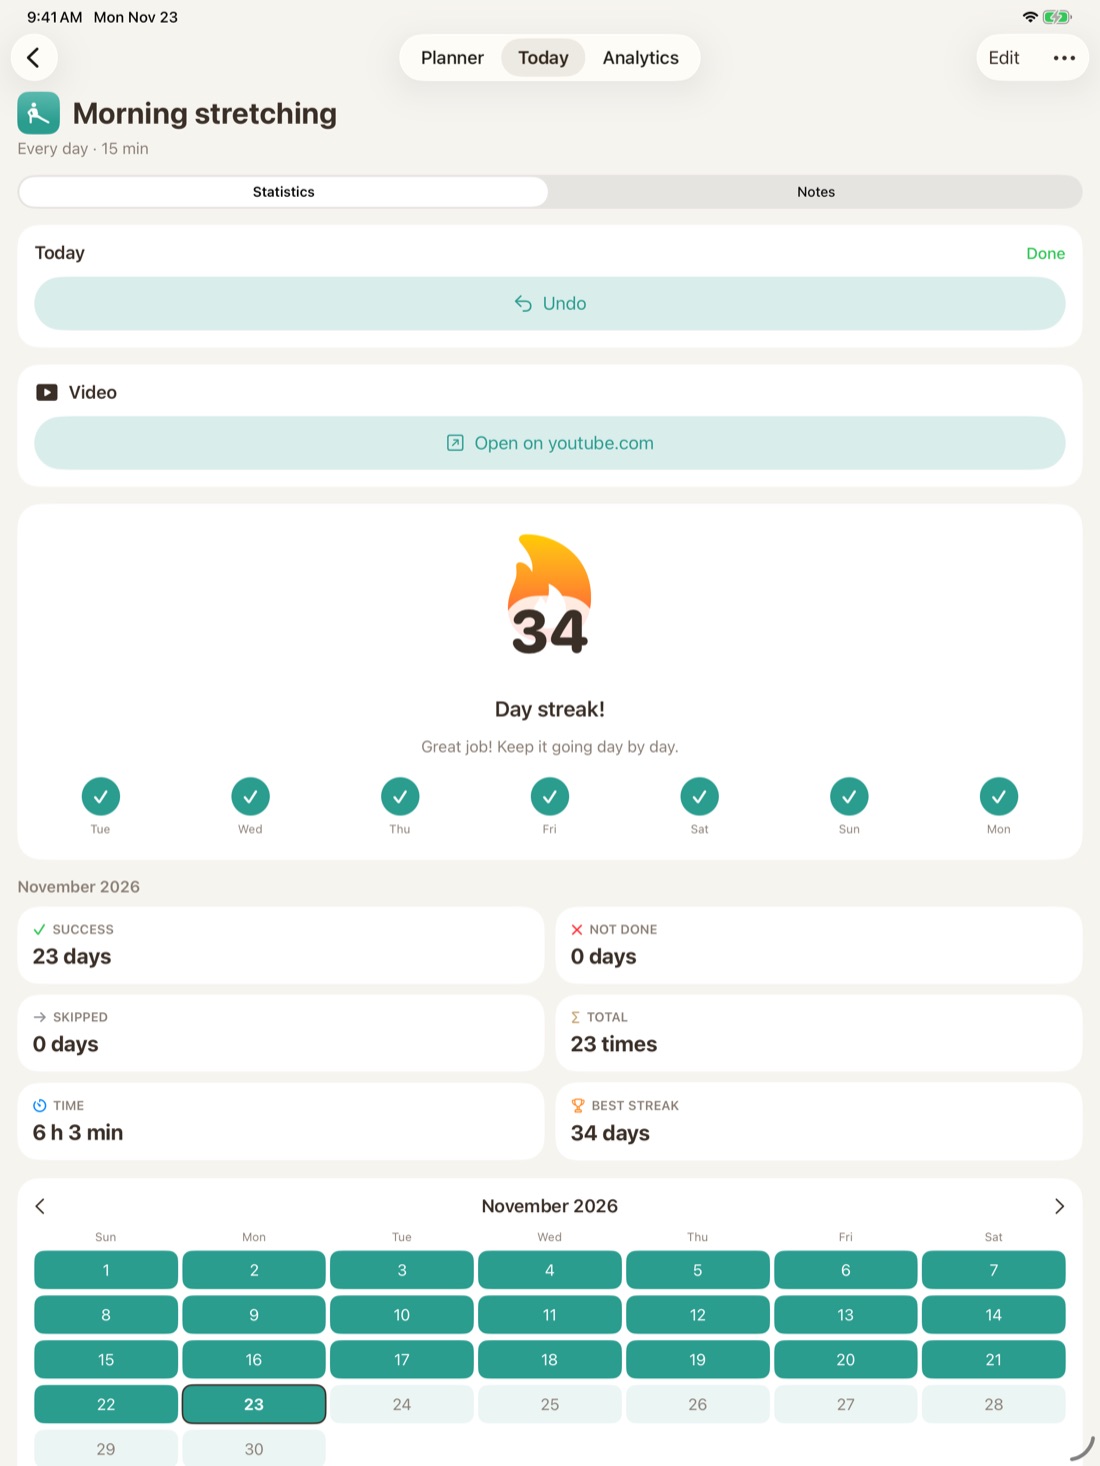 9:41 AM Mon Nov 23
Planner Today Analytics
Edit
Morning stretching
Every day · 15 min
Statistics
Notes
Today
Done
Undo
Video
Open on youtube.com
34
Day streak!
Great job! Keep it going day by day.
Tue Wed Thu Fri Sat Sun Mon
November 2026
SUCCESS
23 days
NOT DONE
0 days
SKIPPED
0 days
TOTAL
23 times
TIME
6 h 3 min
BEST STREAK
34 days
November 2026
Sun Mon Tue Wed Thu Fri Sat
1 2 3 4 5 6 7
8 9 10 11 12 13 14
15 16 17 18 19 20 21
22 23 24 25 26 27 28
29 30